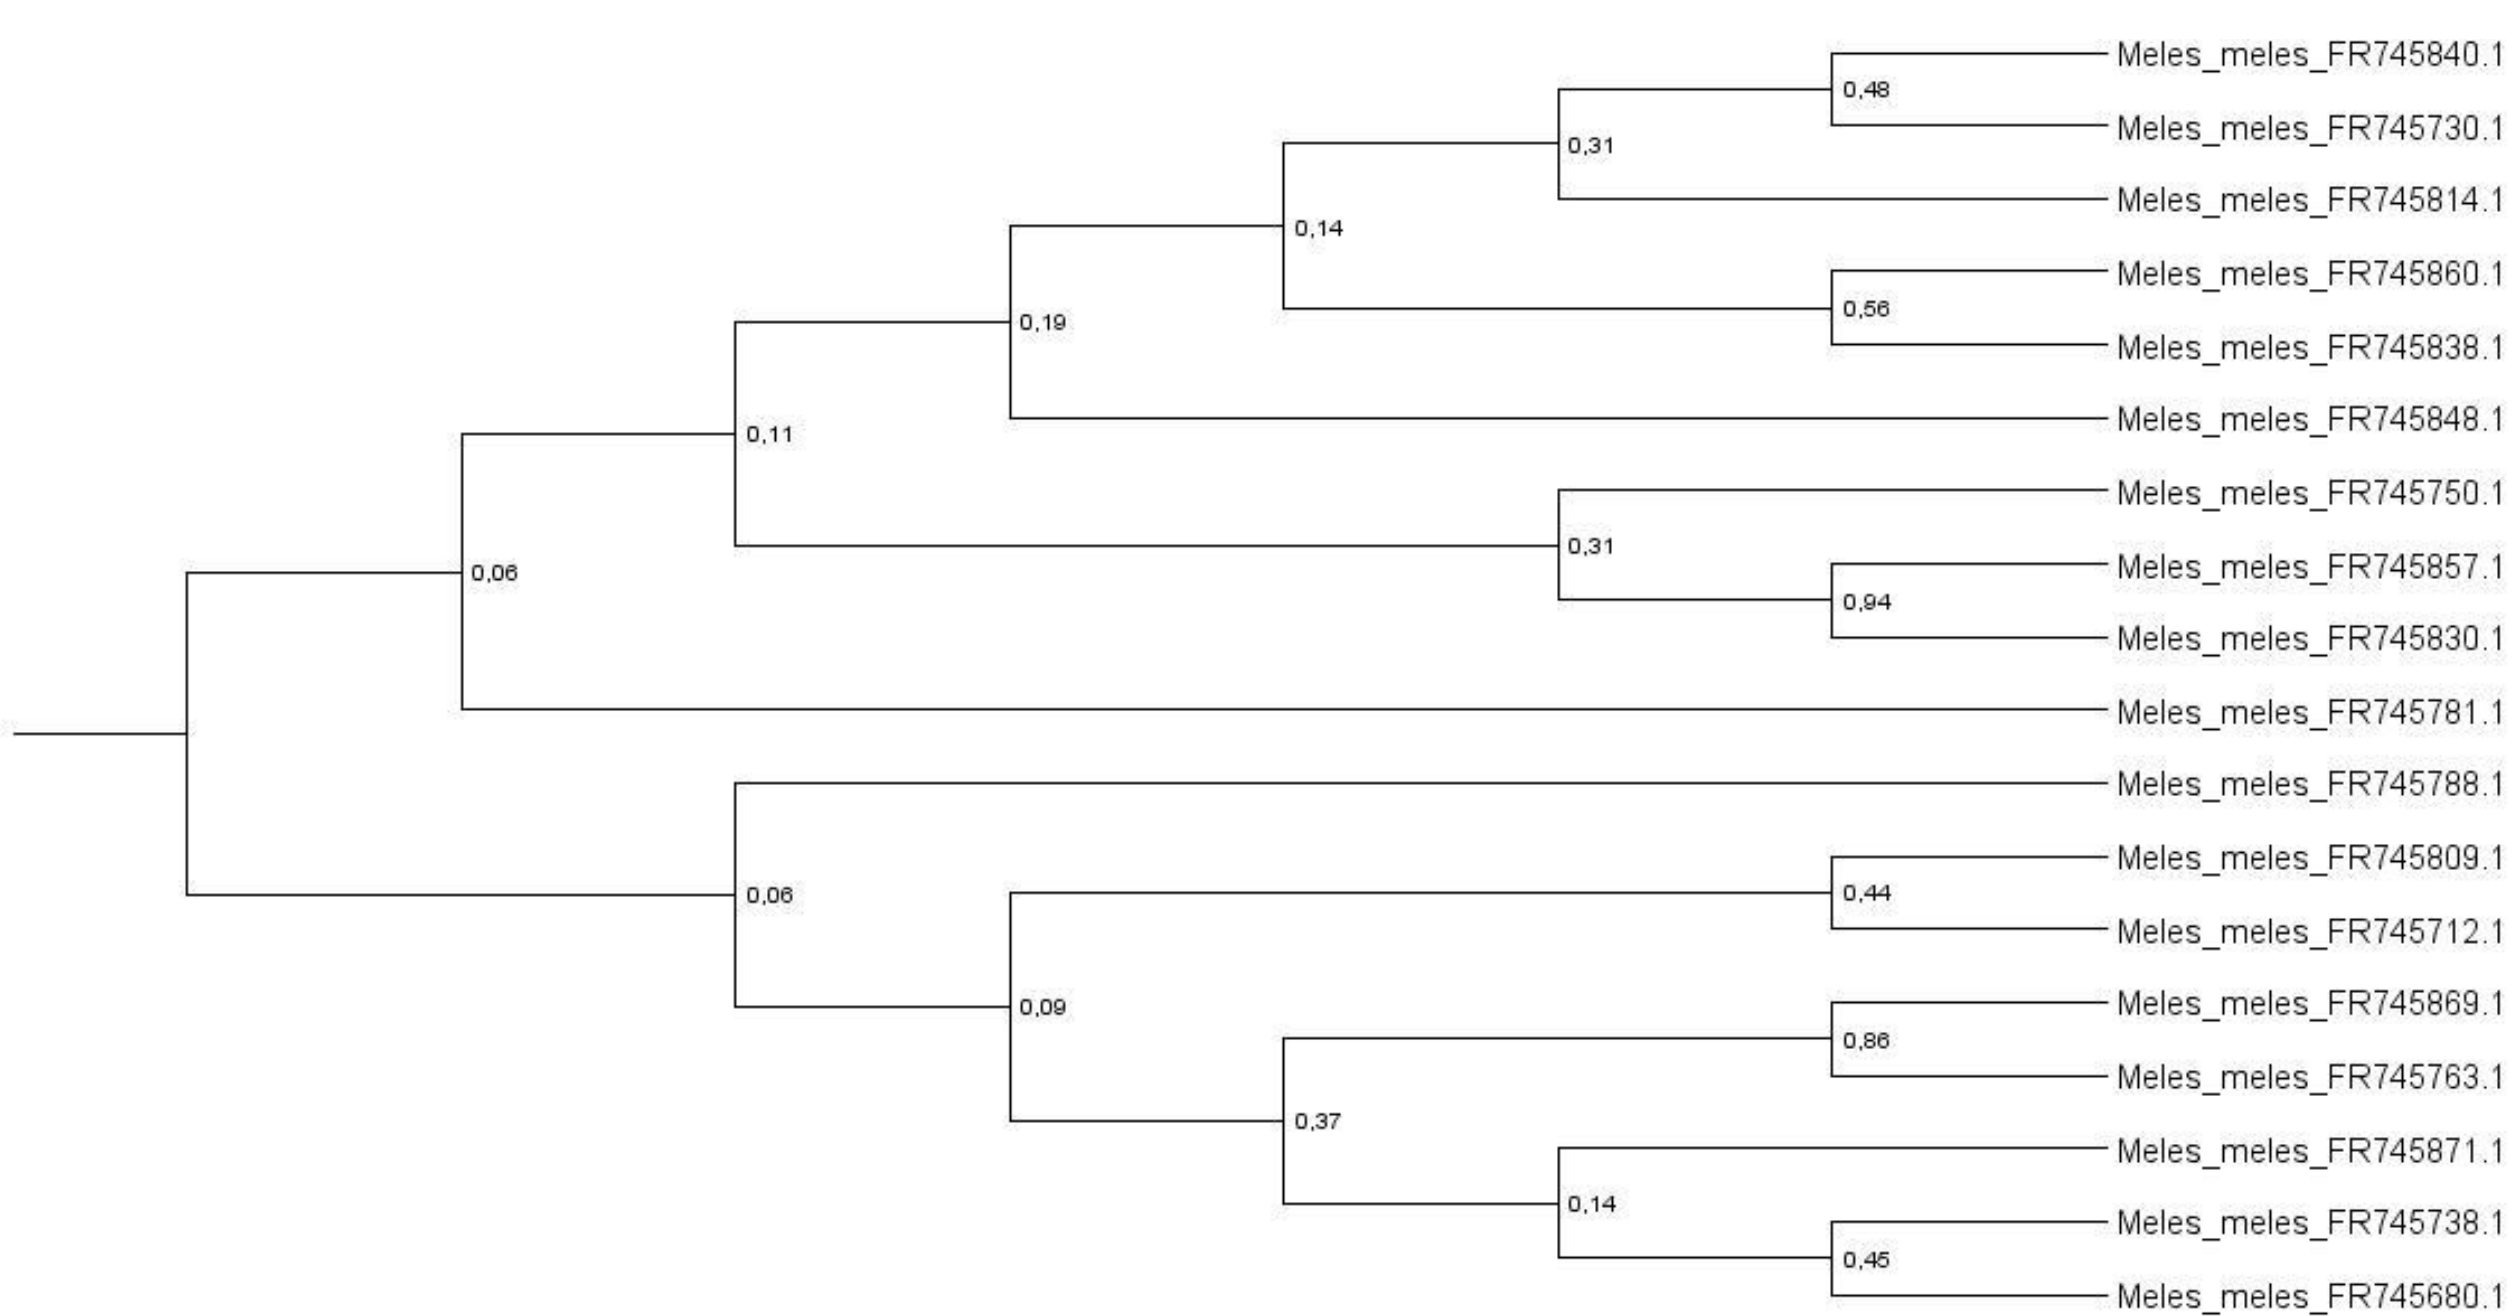 Meles_meles_FR745840.1
0,48
Meles_meles_FR745730.1
0,31
Meles_meles_FR745814.1
0,14
Meles_meles_FR745860.1
0,56
0,19
Meles_meles_FR745838.1
Meles_meles_FR745848.1
0,11
Meles_meles_FR745750.1
0,31
Meles_meles_FR745857.1
0,06
0,94
Meles_meles_FR745830.1
Meles_meles_FR745781.1
Meles_meles_FR745788.1
Meles_meles_FR745809.1
0,06
0,44
Meles_meles_FR745712.1
Meles_meles_FR745869.1
0,09
0,86
Meles_meles_FR745763.1
0,37
Meles_meles_FR745871.1
0,14
Meles_meles_FR745738.1
0,45
Meles_meles_FR745680.1